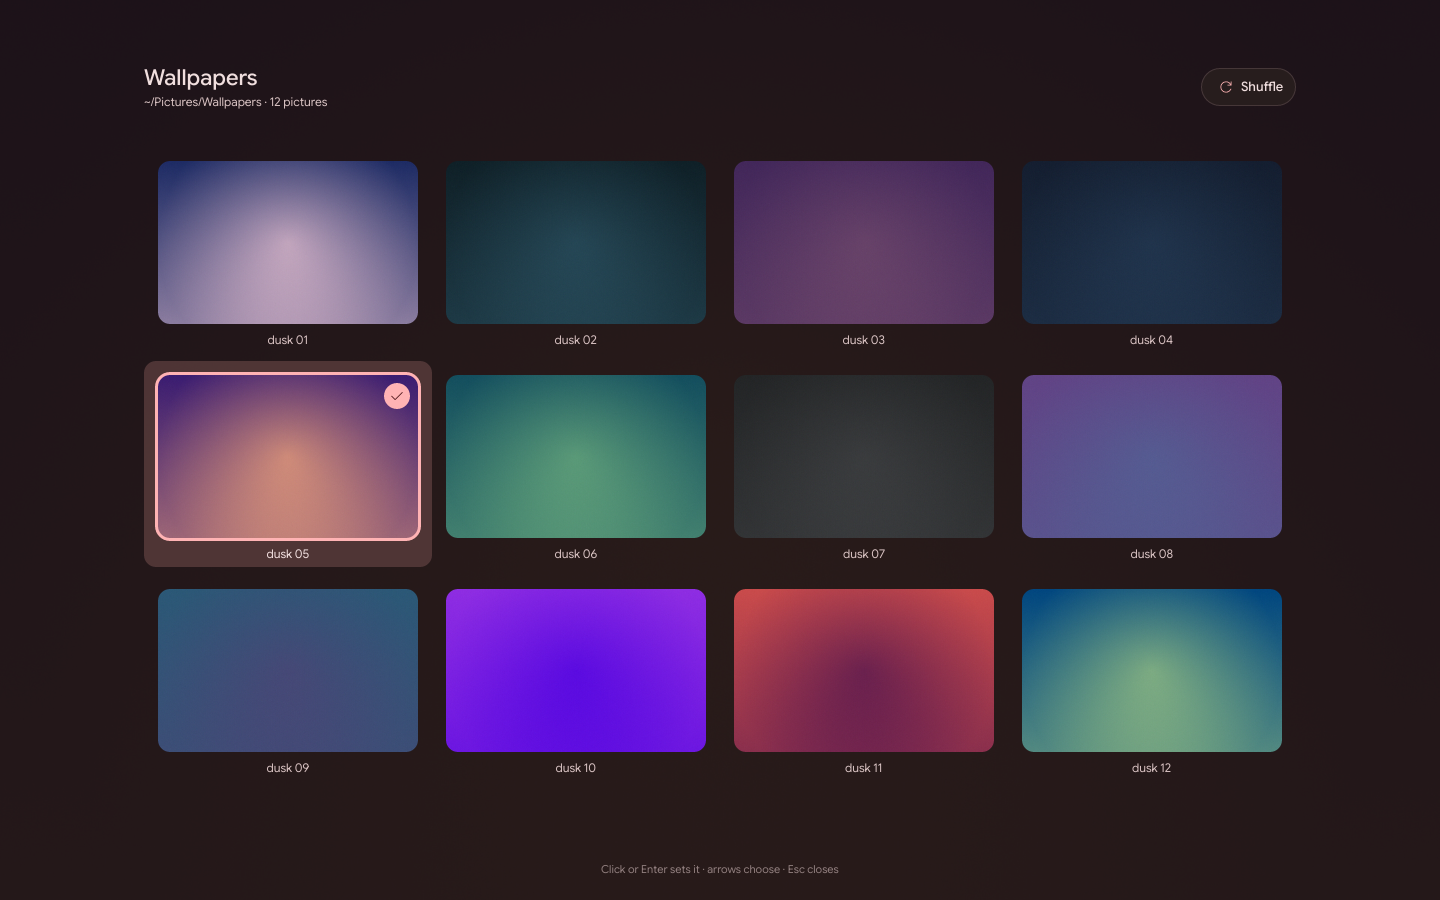 Wallpapers
~/Pictures/Wallpapers · 12 pictures
Shuffle
dusk 01
dusk 02
dusk 03
dusk 04
dusk 05
dusk 06
dusk 07
dusk 08
dusk 09
dusk 10
dusk 11
dusk 12
Click or Enter sets it · arrows choose · Esc closes